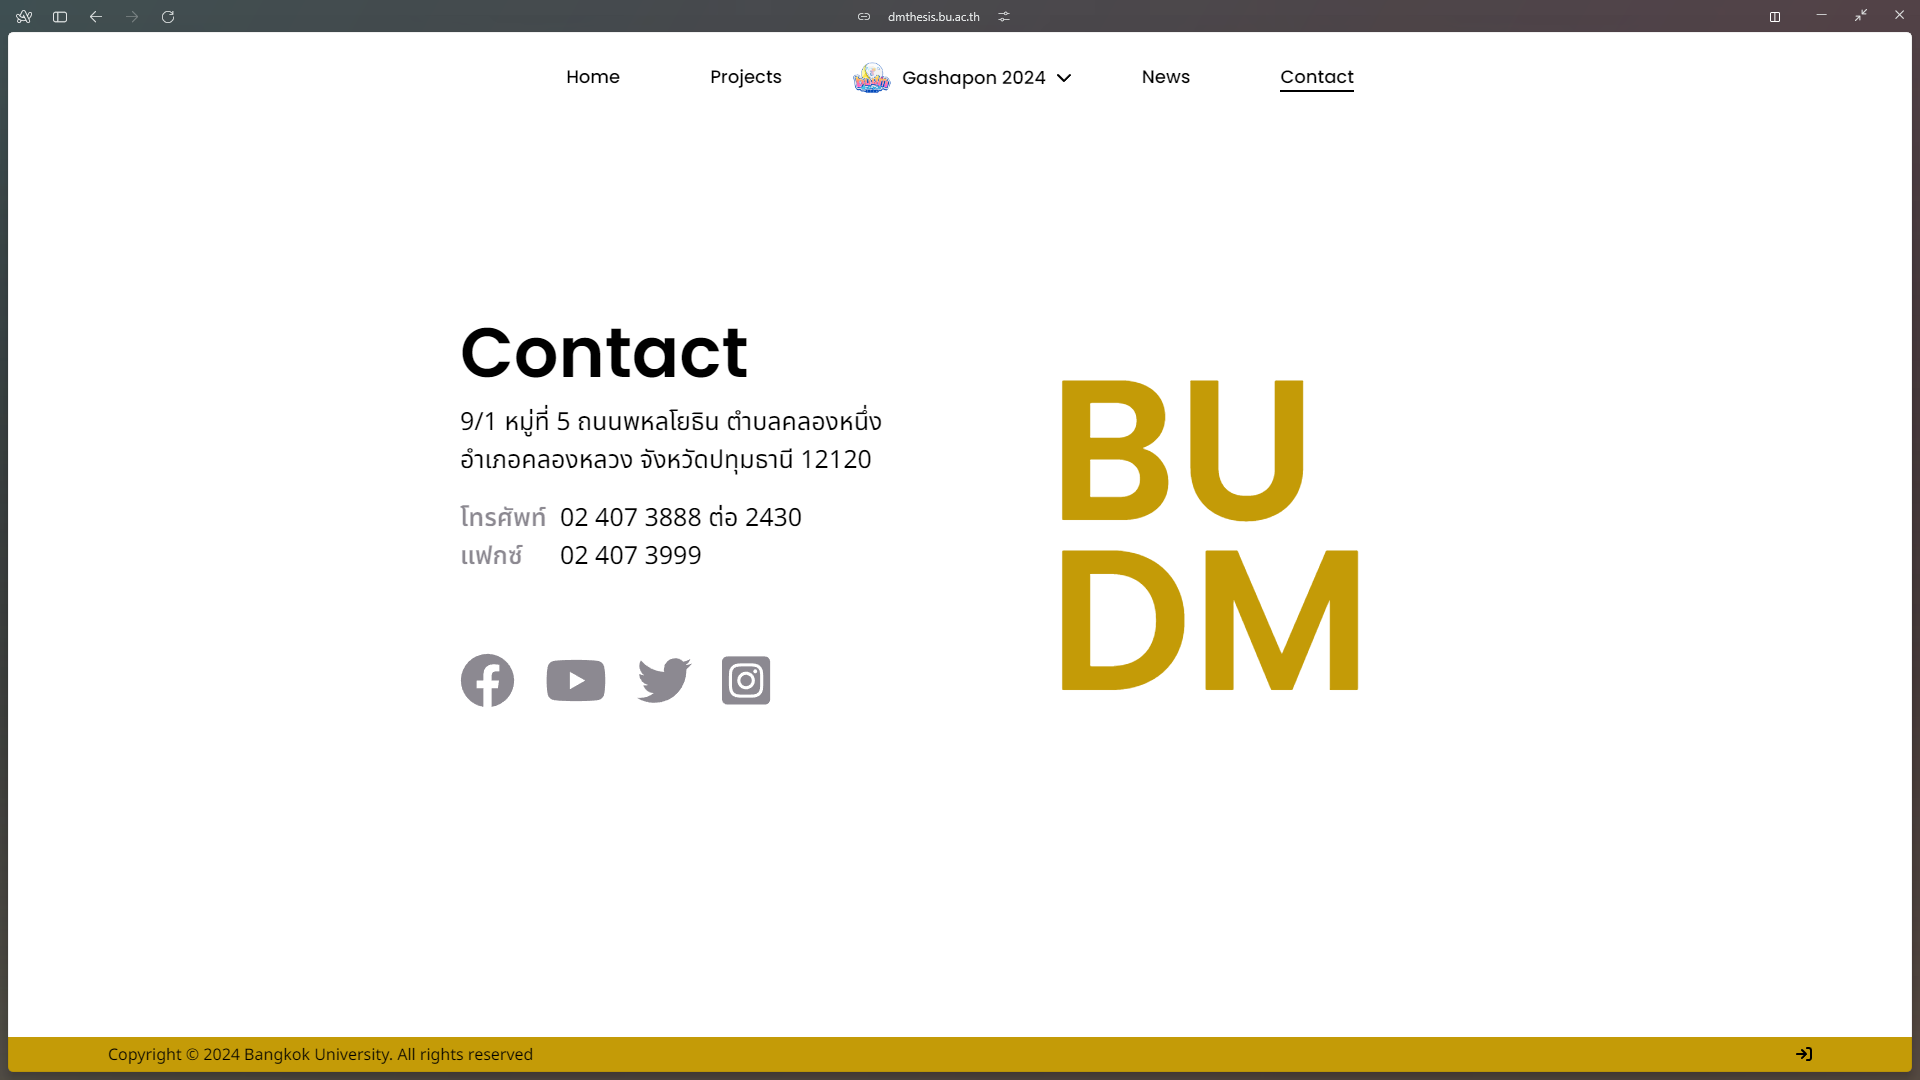 dmthesis.bu.ac.th
Home Projects Gashapon 2024 News Contact
Contact
9/1 หมู่ที่ 5 ถนนพหลโยธิน ตำบลคลองหนึ่ง
อำเภอคลองหลวง จังหวัดปทุมธานี 12120
โทรศัพท์ 02 407 3888 ต่อ 2430
แฟกซ์ 02 407 3999
BU
DM
Copyright © 2024 Bangkok University. All rights reserved